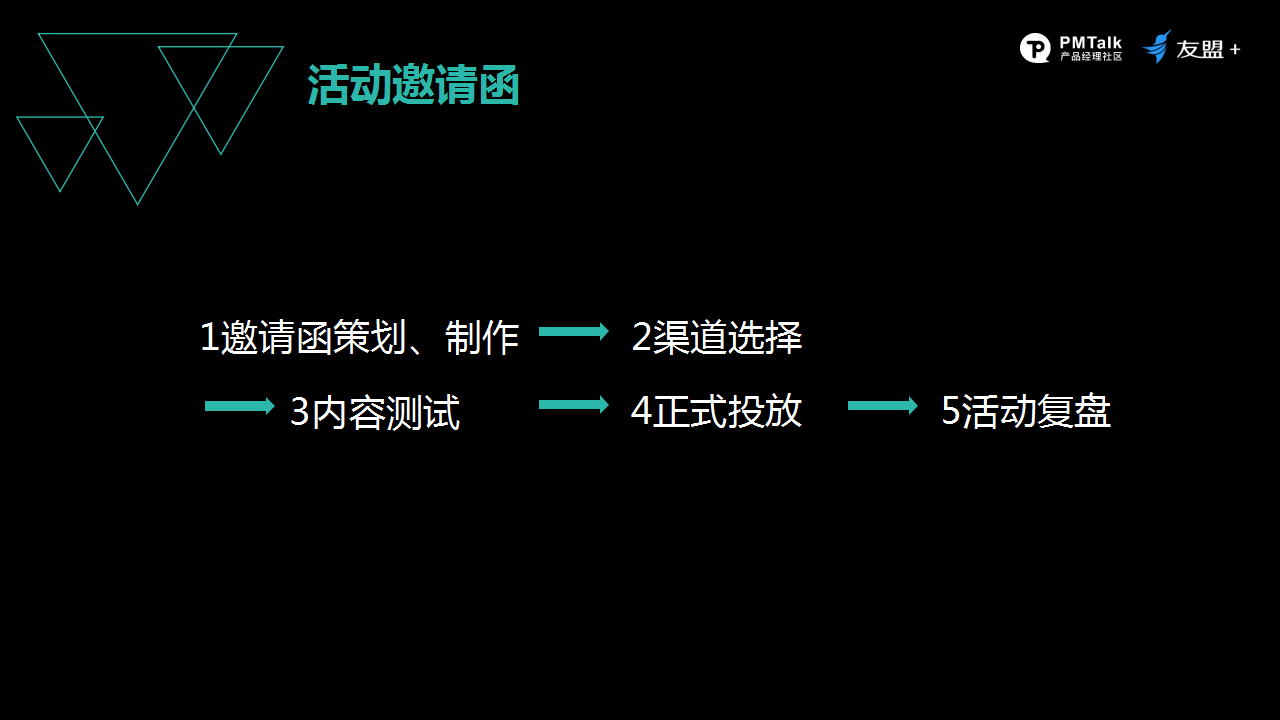 活动邀请函
PMTalk
产品经理社区
友盟+
1邀请函策划、制作
2渠道选择
3内容测试
4正式投放
5活动复盘